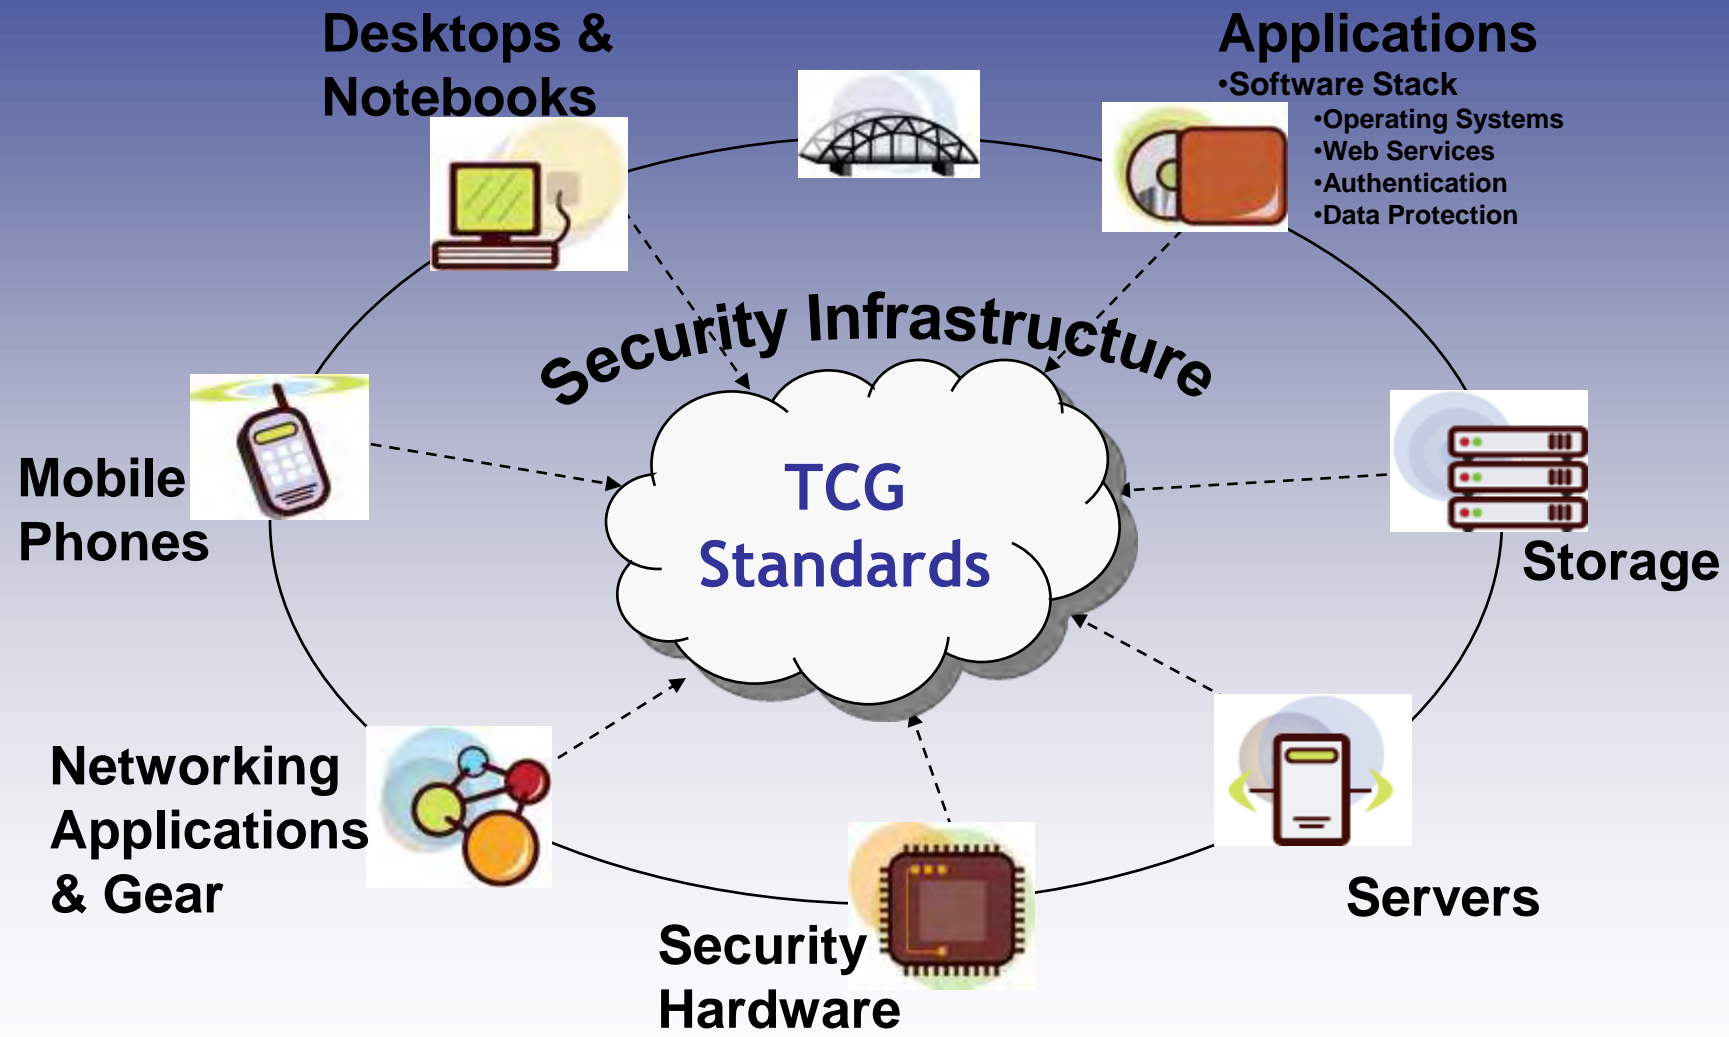 Desktops &
Notebooks
Applications
•Software Stack
•Operating Systems
•Web Services
•Authentication
•Data Protection
Security Infrastructure
TCG
Standards
Mobile
Phones
Storage
Networking
Applications
& Gear
Servers
Security
Hardware